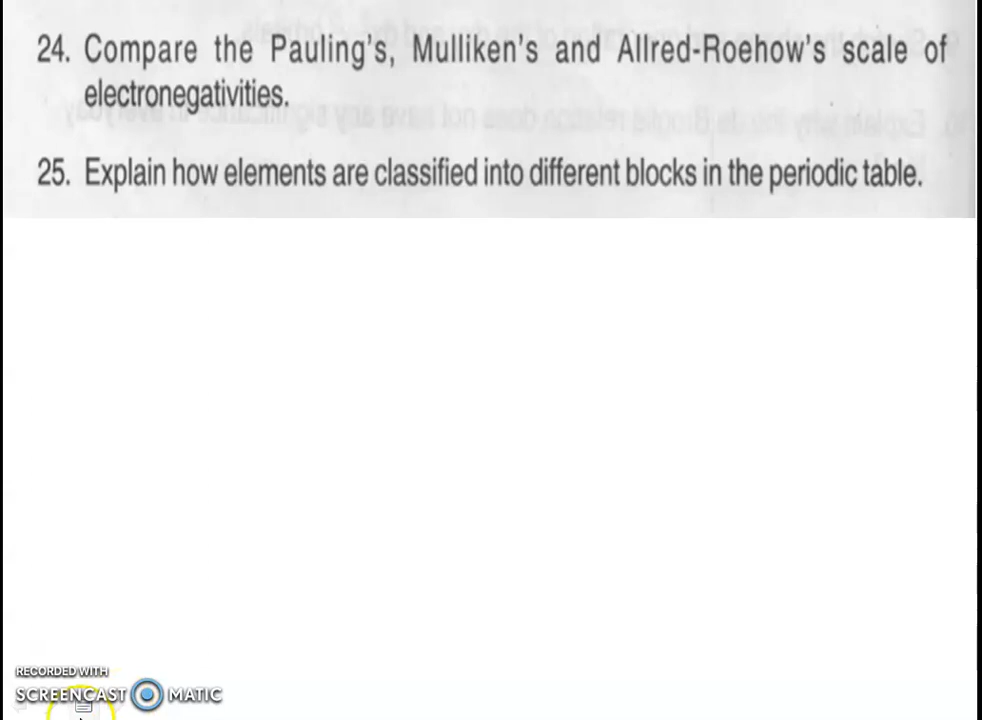 24. Compare the Pauling's, Mulliken's and Allred-Roehow's scale of
electronegativities.
25. Explain how elements are classified into different blocks in the periodic table.
RECORDED WITH
SCREENCAST MATIC